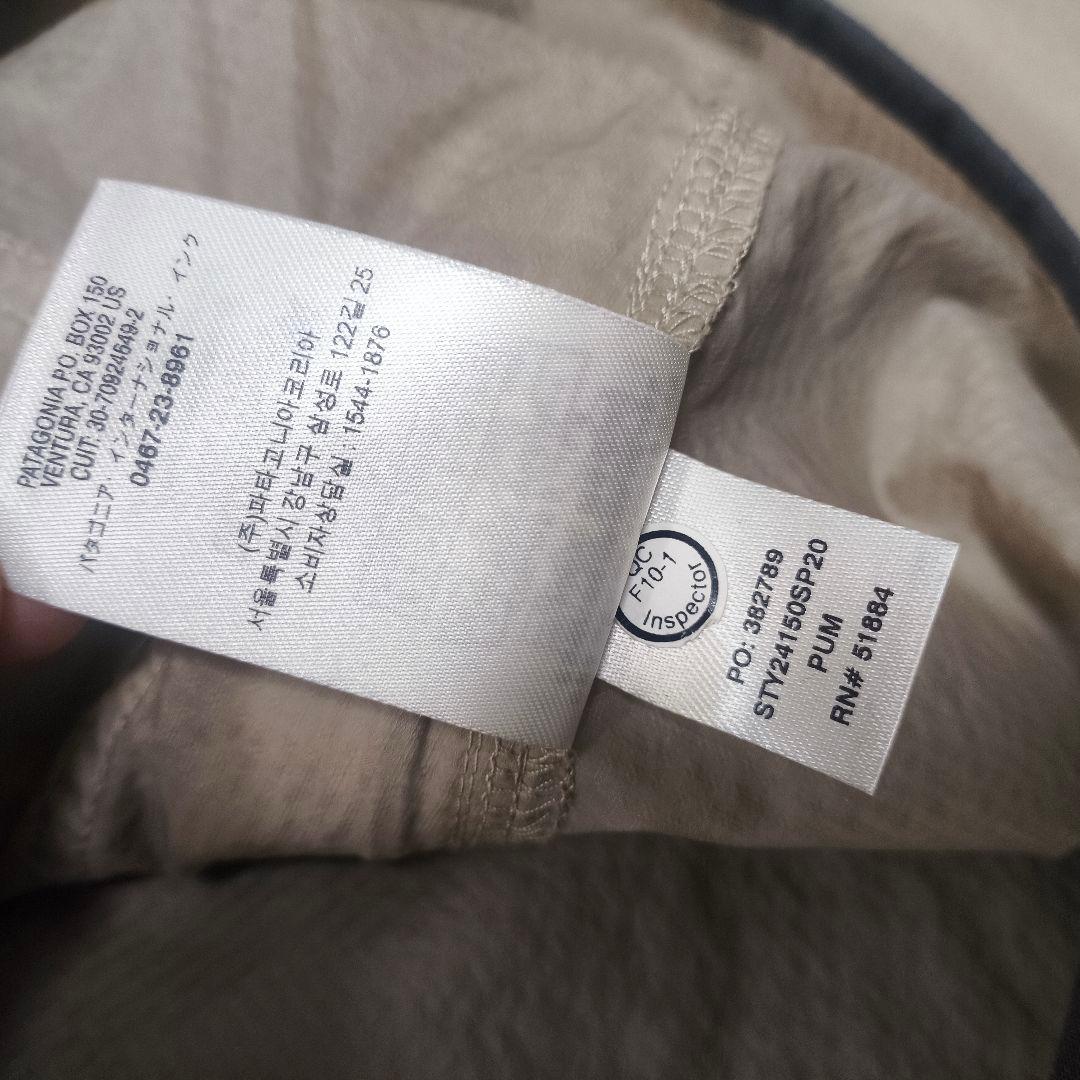 PATAGONIA P.O. BOX 150
VENTURA, CA 93002 US
CUIT: 30-70924649-2
パタゴニア インターナショナル・インク
0467-23-8961
(주)파타고니아코리아
서울특별시 강남구 삼성로 122길 25
소비자상담실 : 1544-1876
QC
F10-1
Inspector
PO: 382789
STY24150SP20
PUM
RN# 51884